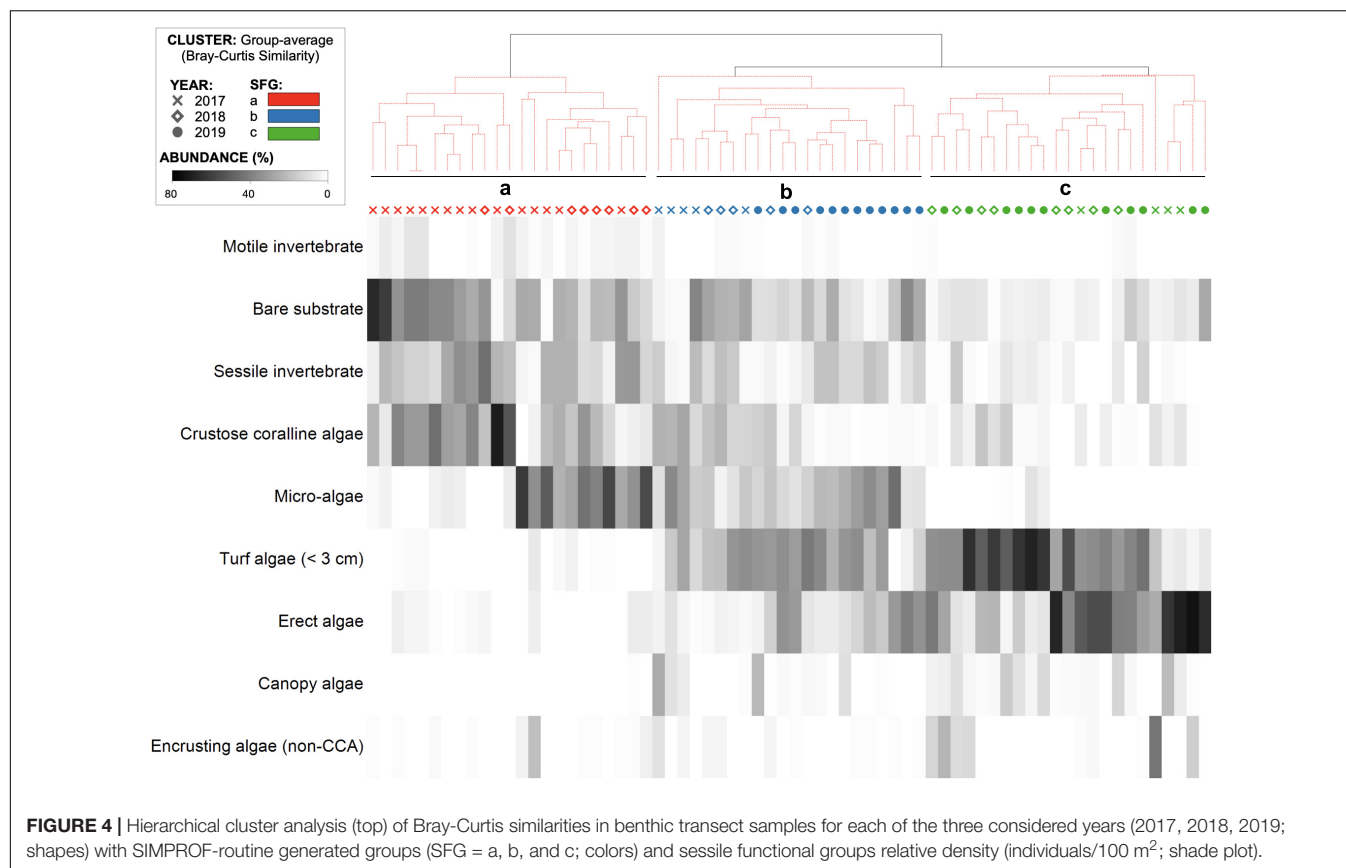 CLUSTER: Group-average
(Bray-Curtis Similarity)
YEAR: SFG:
2017 a
2018 b
2019 c
ABUNDANCE (%)
80 40 0
a b c
Motile invertebrate
Bare substrate
Sessile invertebrate
Crustose coralline algae
Micro-algae
Turf algae (< 3 cm)
Erect algae
Canopy algae
Encrusting algae (non-CCA)
FIGURE 4 | Hierarchical cluster analysis (top) of Bray-Curtis similarities in benthic transect samples for each of the three considered years (2017, 2018, 2019;
shapes) with SIMPROF-routine generated groups (SFG = a, b, and c; colors) and sessile functional groups relative density (individuals/100 m²; shade plot).